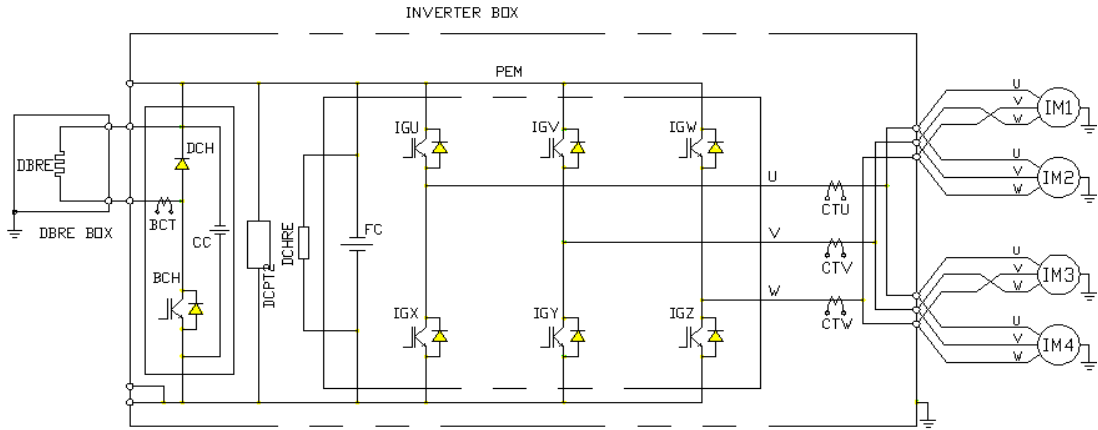 INVERTER BOX
PEM
DBRE
DBRE BOX
DCH
BCT
CC
BCH
DCPT2
DCHRE
FC
IGU
IGV
IGW
IGX
IGY
IGZ
U
V
W
CTU
CTV
CTW
U
V
W
IM1
U
V
W
IM2
U
V
W
IM3
U
V
W
IM4